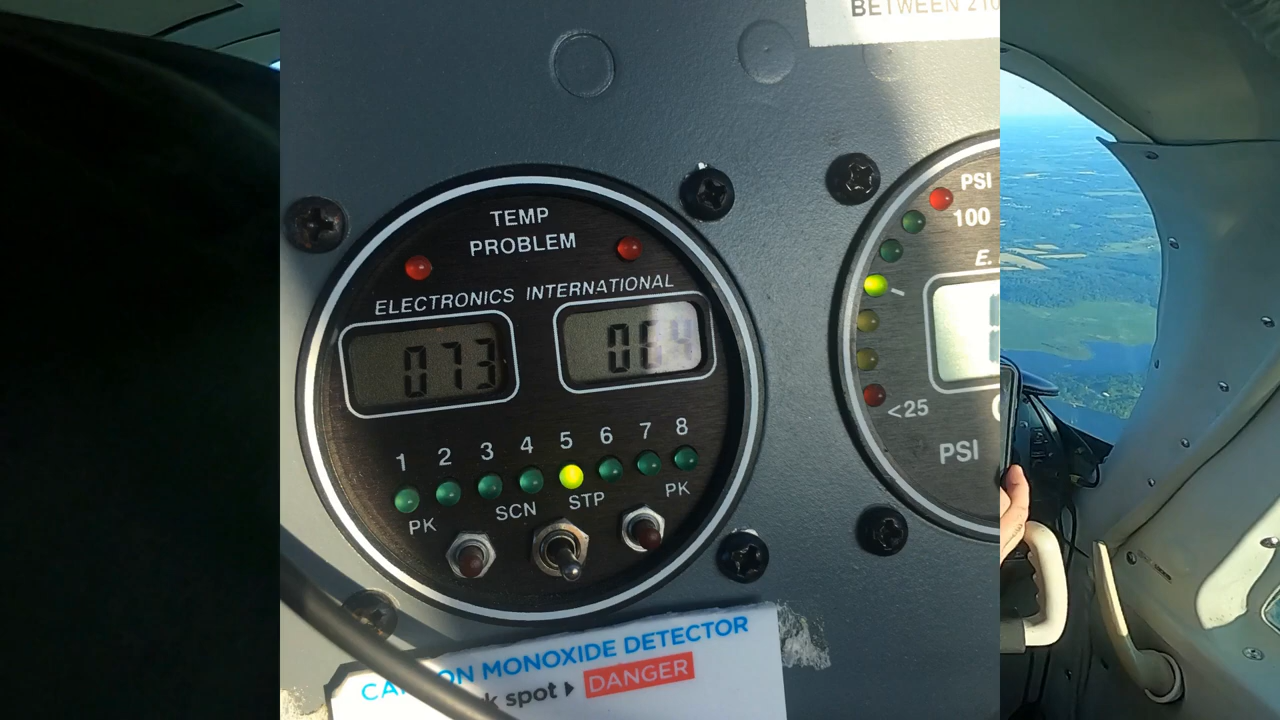 BETWEEN 210
TEMP
PROBLEM
ELECTRONICS INTERNATIONAL
073
1 2 3 4 5 6 7 8
PK SCN STP PK
PSI
100
E.
<25
PSI
CARBON MONOXIDE DETECTOR
spot DANGER